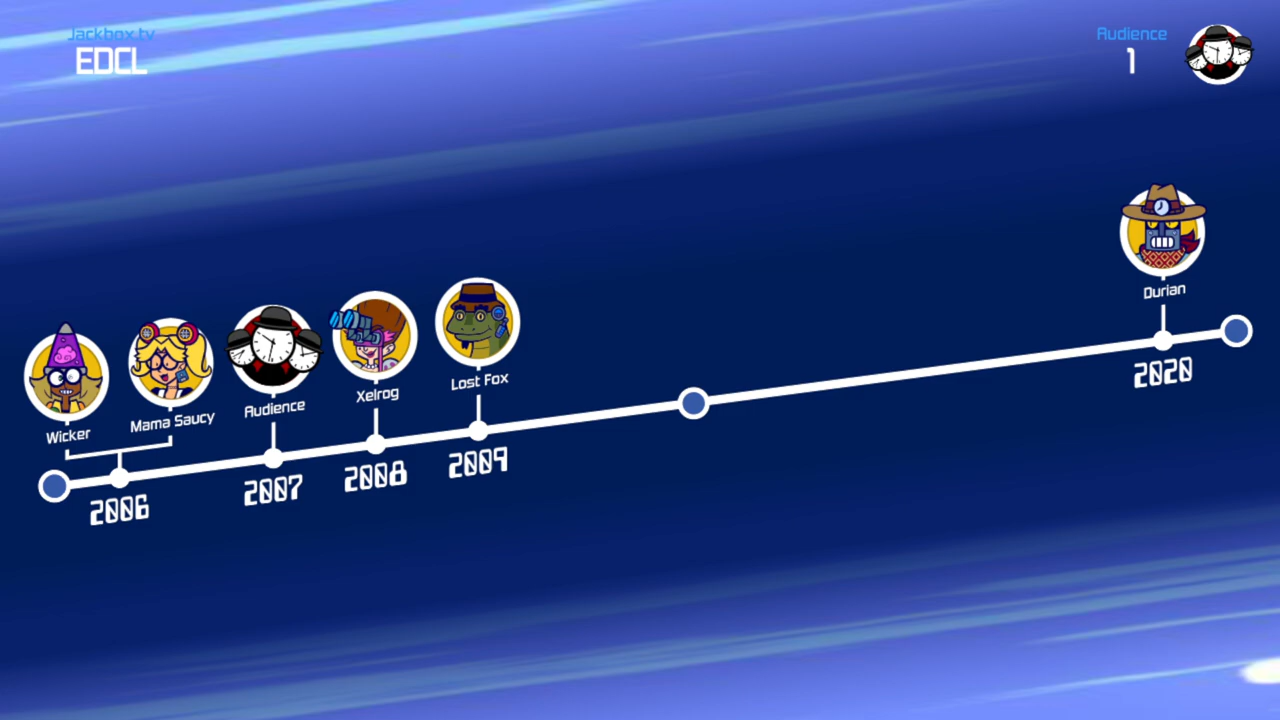 Jackbox.tv
EDCL
Audience
1
Durian
2020
Lost Fox
2009
Xelrog
2008
Audience
2007
Mama Saucy
Wicker
2006